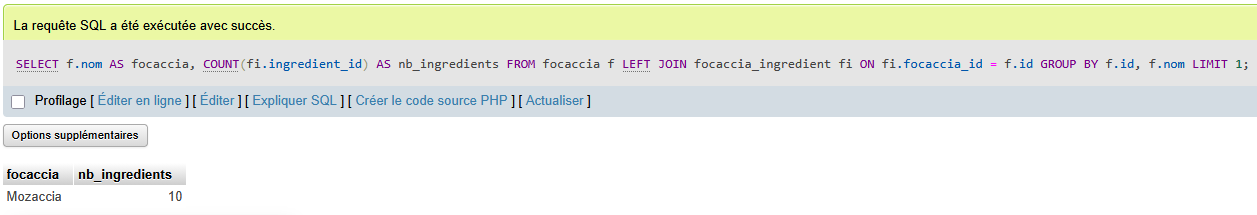 La requête SQL a été exécutée avec succès.
SELECT f.nom AS focaccia, COUNT(fi.ingredient_id) AS nb_ingredients FROM focaccia f LEFT JOIN focaccia_ingredient fi ON fi.focaccia_id = f.id GROUP BY f.id, f.nom LIMIT 1;
Profilage [ Éditer en ligne ] [ Éditer ] [ Expliquer SQL ] [ Créer le code source PHP ] [ Actualiser ]
Options supplémentaires
focaccia nb_ingredients
Mozaccia 10